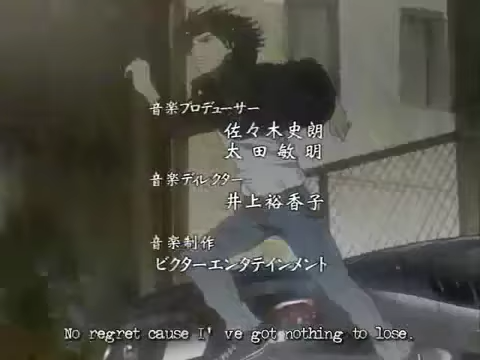 音楽プロデューサー
佐々木史朗
太田敏明
音楽ディレクター
井上裕香子
音楽制作
ビクターエンタテインメント
No regret cause I've got nothing to lose.